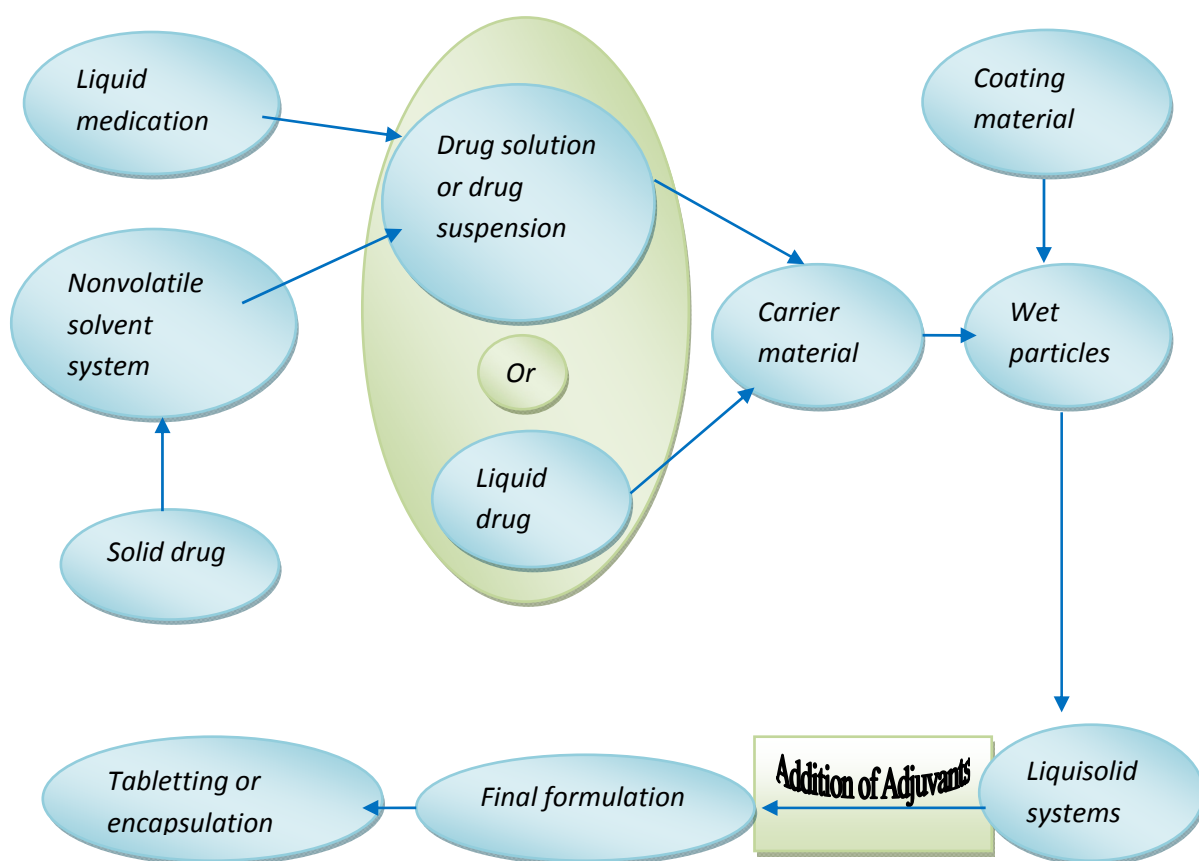 Liquid
medication
Nonvolatile
solvent
system
Solid drug
Drug solution
or drug
suspension
Or
Liquid
drug
Carrier
material
Coating
material
Wet
particles
Liquisolid
systems
Addition of Adjuvants
Final formulation
Tabletting or
encapsulation